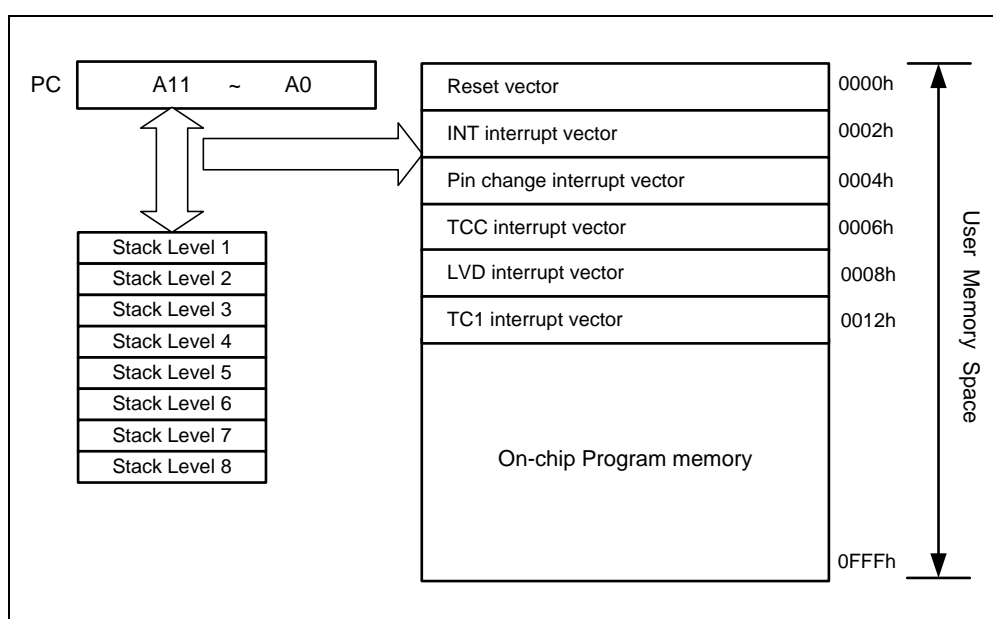 PC
A11 ~ A0
Stack Level 1
Stack Level 2
Stack Level 3
Stack Level 4
Stack Level 5
Stack Level 6
Stack Level 7
Stack Level 8
Reset vector 0000h
INT interrupt vector 0002h
Pin change interrupt vector 0004h
TCC interrupt vector 0006h
LVD interrupt vector 0008h
TC1 interrupt vector 0012h
On-chip Program memory
0FFFh
User Memory Space